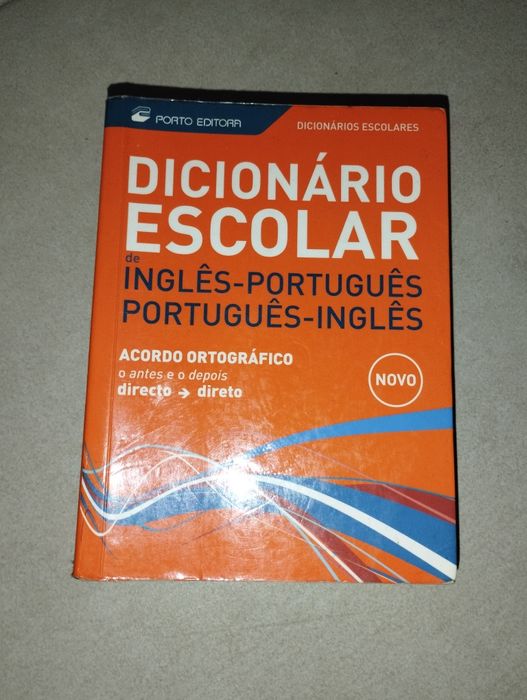 PORTO EDITORA
DICIONÁRIOS ESCOLARES
DICIONÁRIO
ESCOLAR
de
INGLÊS-PORTUGUÊS
PORTUGUÊS-INGLÊS
ACORDO ORTOGRÁFICO
o antes e o depois
directo → direto
NOVO